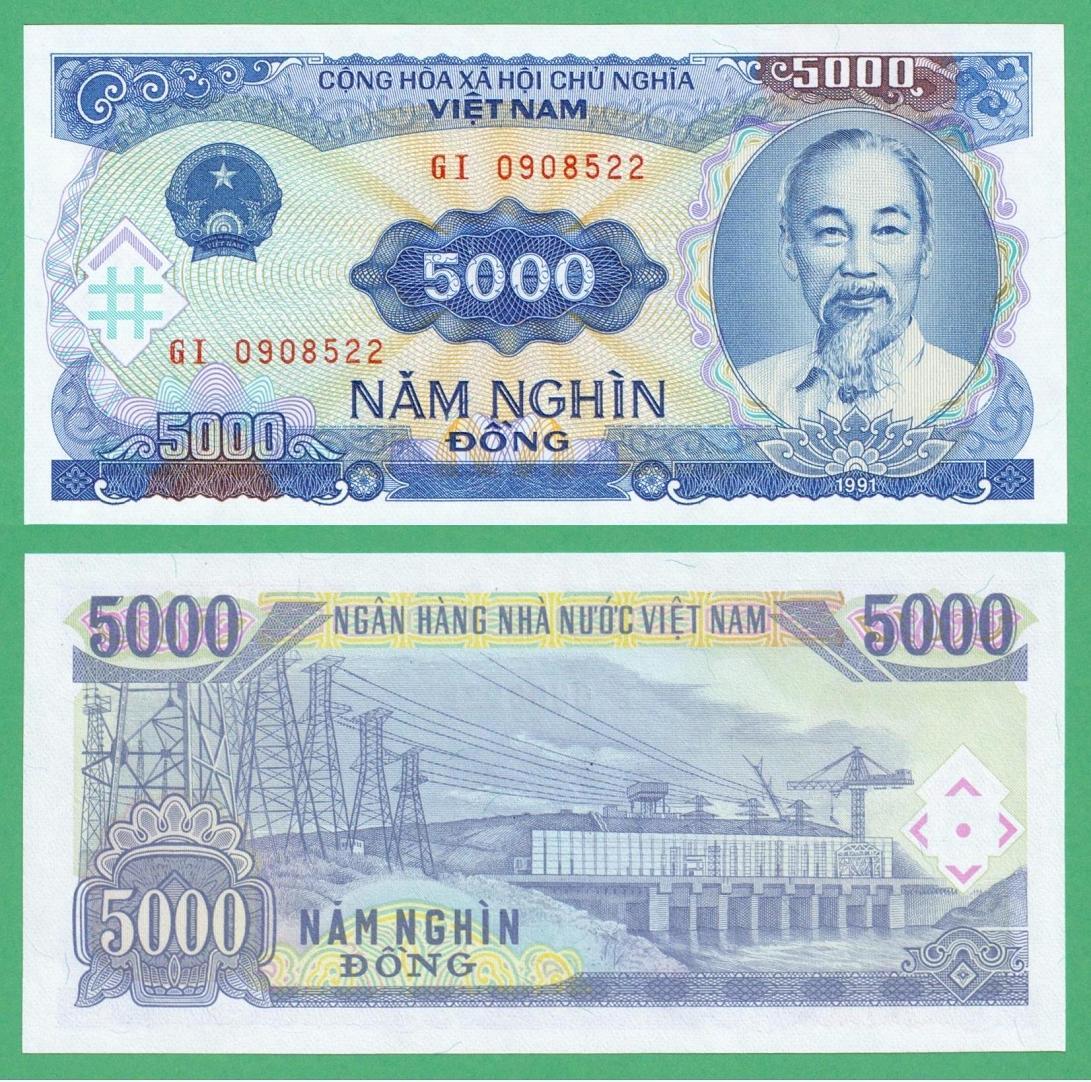 CỘNG HÒA XÃ HỘI CHỦ NGHĨA
VIỆT NAM
5000
GI 0908522
VIỆT NAM
5000
GI 0908522
NĂM NGHÌN
ĐỒNG
5000
1991
5000
NGÂN HÀNG NHÀ NƯỚC VIỆT NAM
5000
5000
NĂM NGHÌN
ĐỒNG